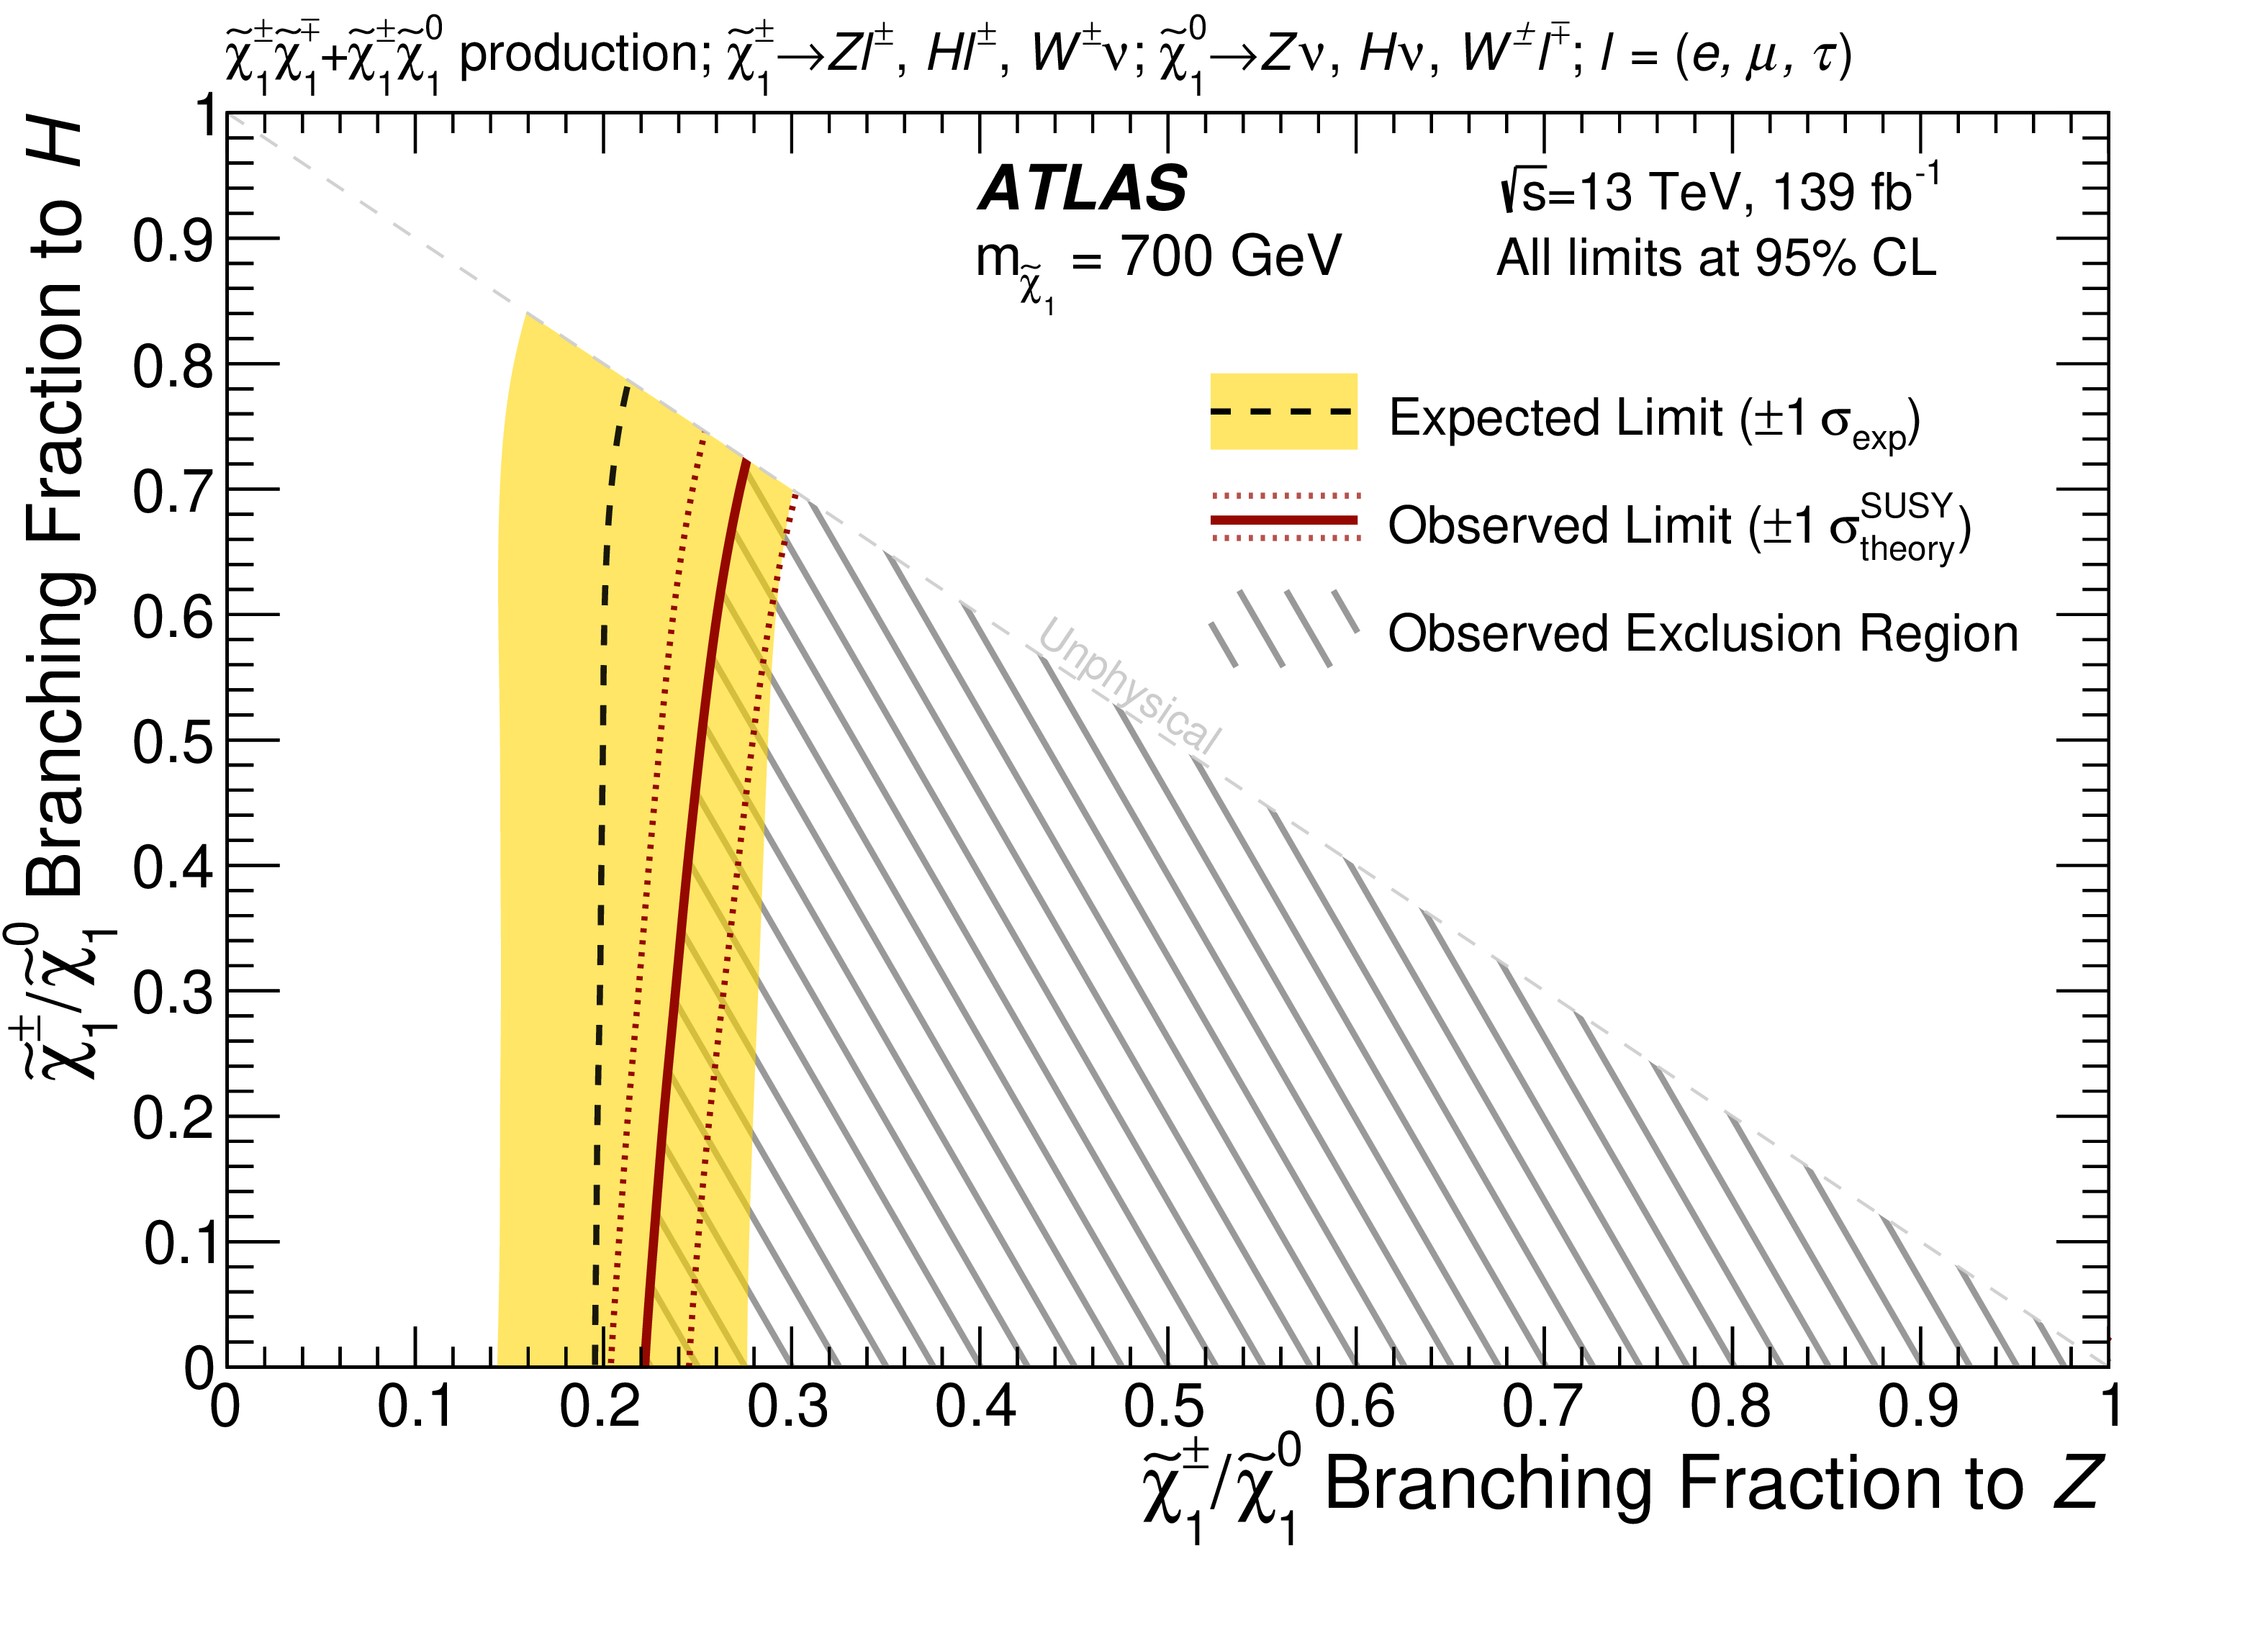 χ̃₁^±χ̃₁^∓+χ̃₁^±χ̃₁^0 production; χ̃₁^±→Zl^±, Hl^±, W^±ν; χ̃₁^0→Zν, Hν, W^±l^∓; l = (e, μ, τ)
ATLAS
m_χ̃₁ = 700 GeV
√s=13 TeV, 139 fb^-1
All limits at 95% CL
Expected Limit (±1 σ_exp)
Observed Limit (±1 σ_theory^SUSY)
Observed Exclusion Region
Unphysical
χ̃₁^±/χ̃₁^0 Branching Fraction to H
1
0.9
0.8
0.7
0.6
0.5
0.4
0.3
0.2
0.1
0
0 0.1 0.2 0.3 0.4 0.5 0.6 0.7 0.8 0.9 1
χ̃₁^±/χ̃₁^0 Branching Fraction to Z